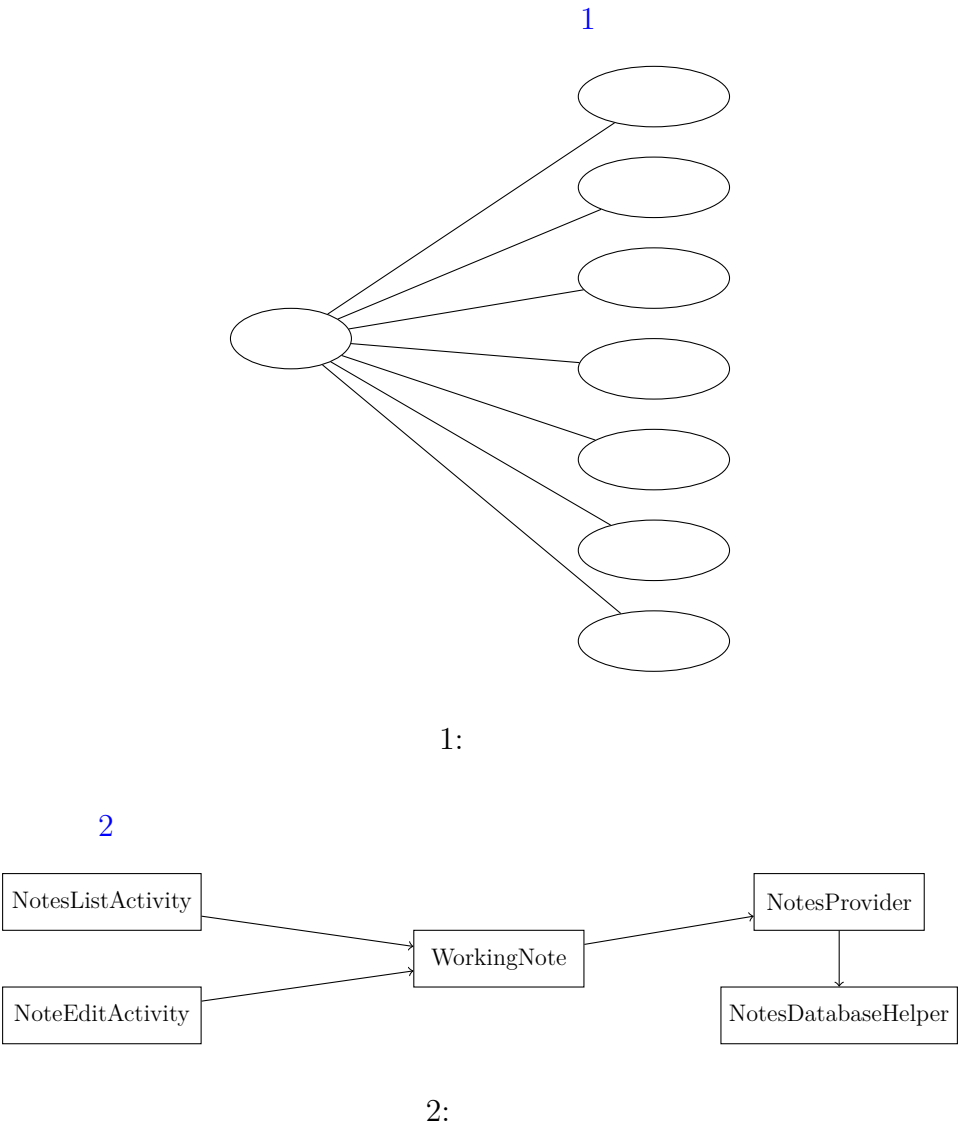 1
1:
2
NotesListActivity
NotesProvider
WorkingNote
NoteEditActivity
NotesDatabaseHelper
2: